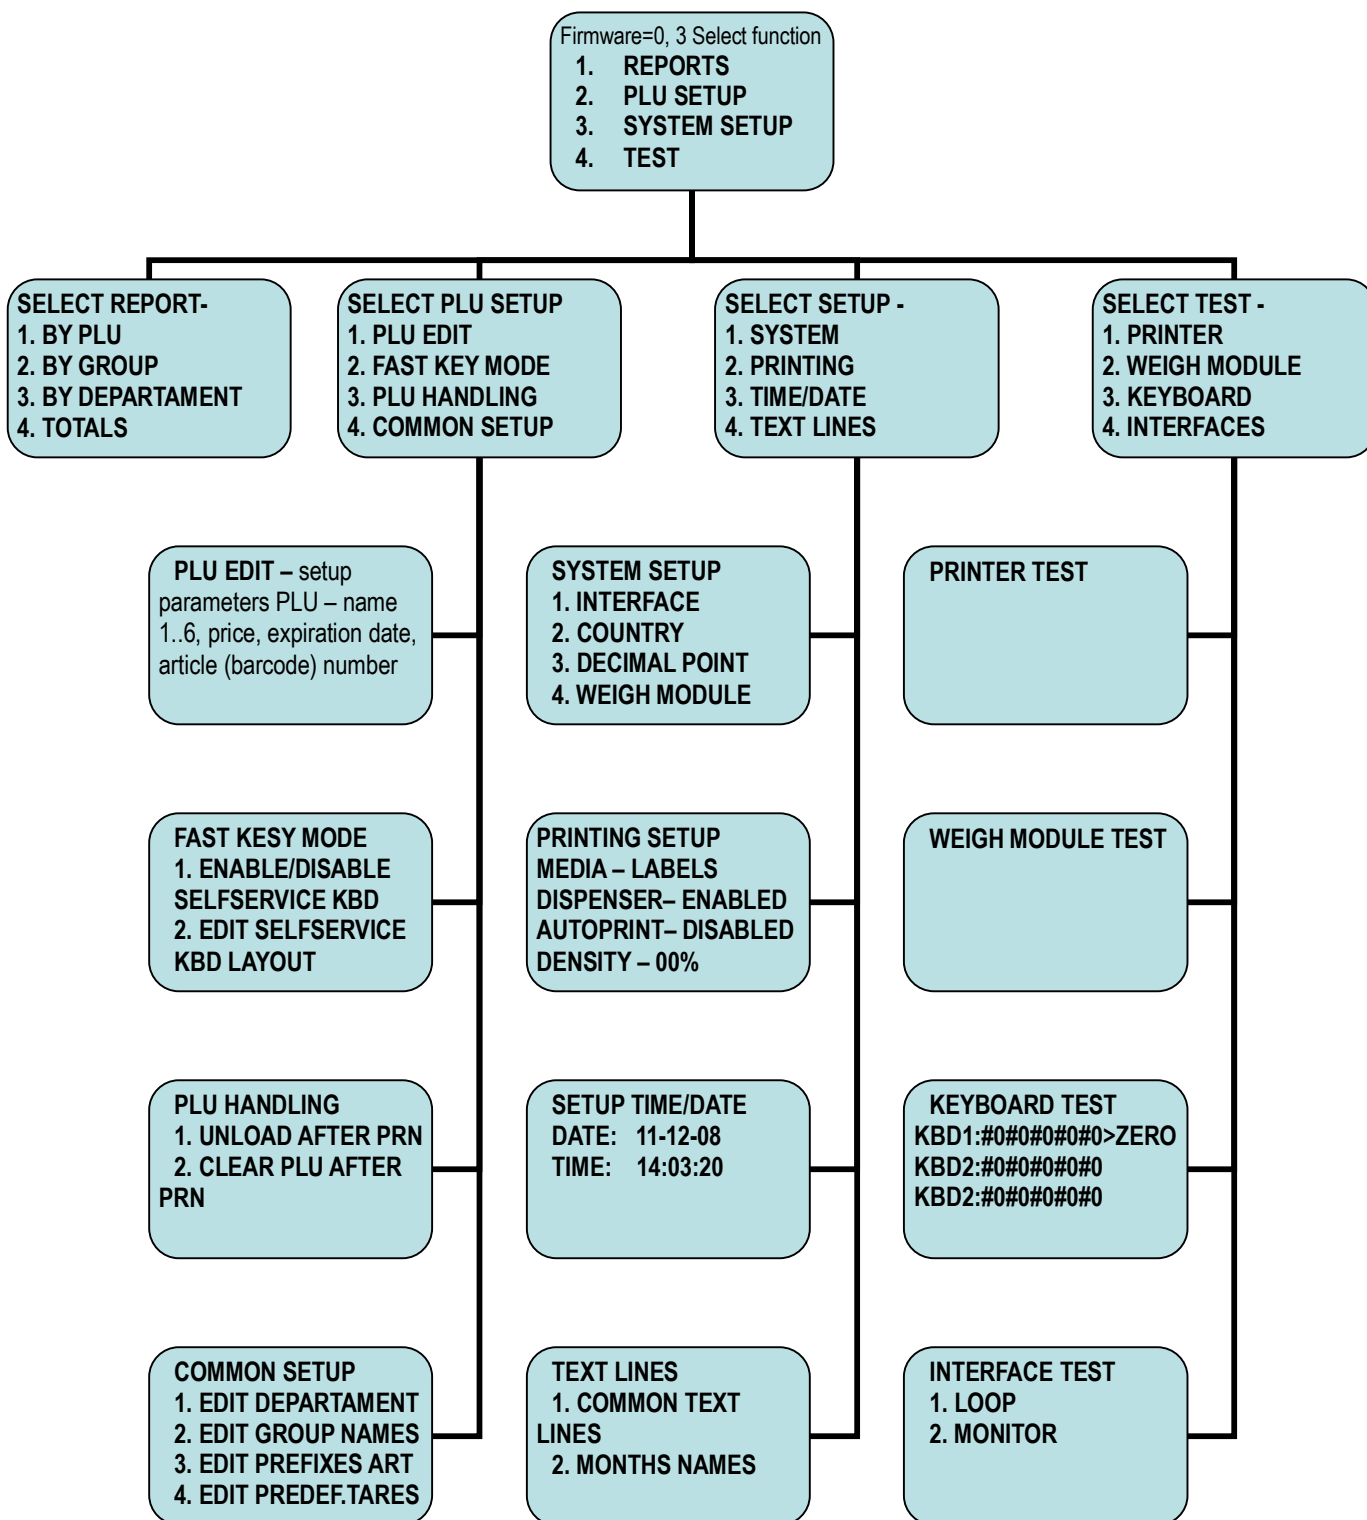 Firmware=0, 3 Select function
1. REPORTS
2. PLU SETUP
3. SYSTEM SETUP
4. TEST
SELECT REPORT-
1. BY PLU
2. BY GROUP
3. BY DEPARTAMENT
4. TOTALS
SELECT PLU SETUP
1. PLU EDIT
2. FAST KEY MODE
3. PLU HANDLING
4. COMMON SETUP
SELECT SETUP -
1. SYSTEM
2. PRINTING
3. TIME/DATE
4. TEXT LINES
SELECT TEST -
1. PRINTER
2. WEIGH MODULE
3. KEYBOARD
4. INTERFACES
PLU EDIT – setup
parameters PLU – name
1..6, price, expiration date,
article (barcode) number
SYSTEM SETUP
1. INTERFACE
2. COUNTRY
3. DECIMAL POINT
4. WEIGH MODULE
PRINTER TEST
FAST KESY MODE
1. ENABLE/DISABLE
SELFSERVICE KBD
2. EDIT SELFSERVICE
KBD LAYOUT
PRINTING SETUP
MEDIA – LABELS
DISPENSER– ENABLED
AUTOPRINT– DISABLED
DENSITY – 00%
WEIGH MODULE TEST
PLU HANDLING
1. UNLOAD AFTER PRN
2. CLEAR PLU AFTER
PRN
SETUP TIME/DATE
DATE: 11-12-08
TIME: 14:03:20
KEYBOARD TEST
KBD1:#0#0#0#0#0>ZERO
KBD2:#0#0#0#0#0
KBD2:#0#0#0#0#0
COMMON SETUP
1. EDIT DEPARTAMENT
2. EDIT GROUP NAMES
3. EDIT PREFIXES ART
4. EDIT PREDEF.TARES
TEXT LINES
1. COMMON TEXT
LINES
2. MONTHS NAMES
INTERFACE TEST
1. LOOP
2. MONITOR